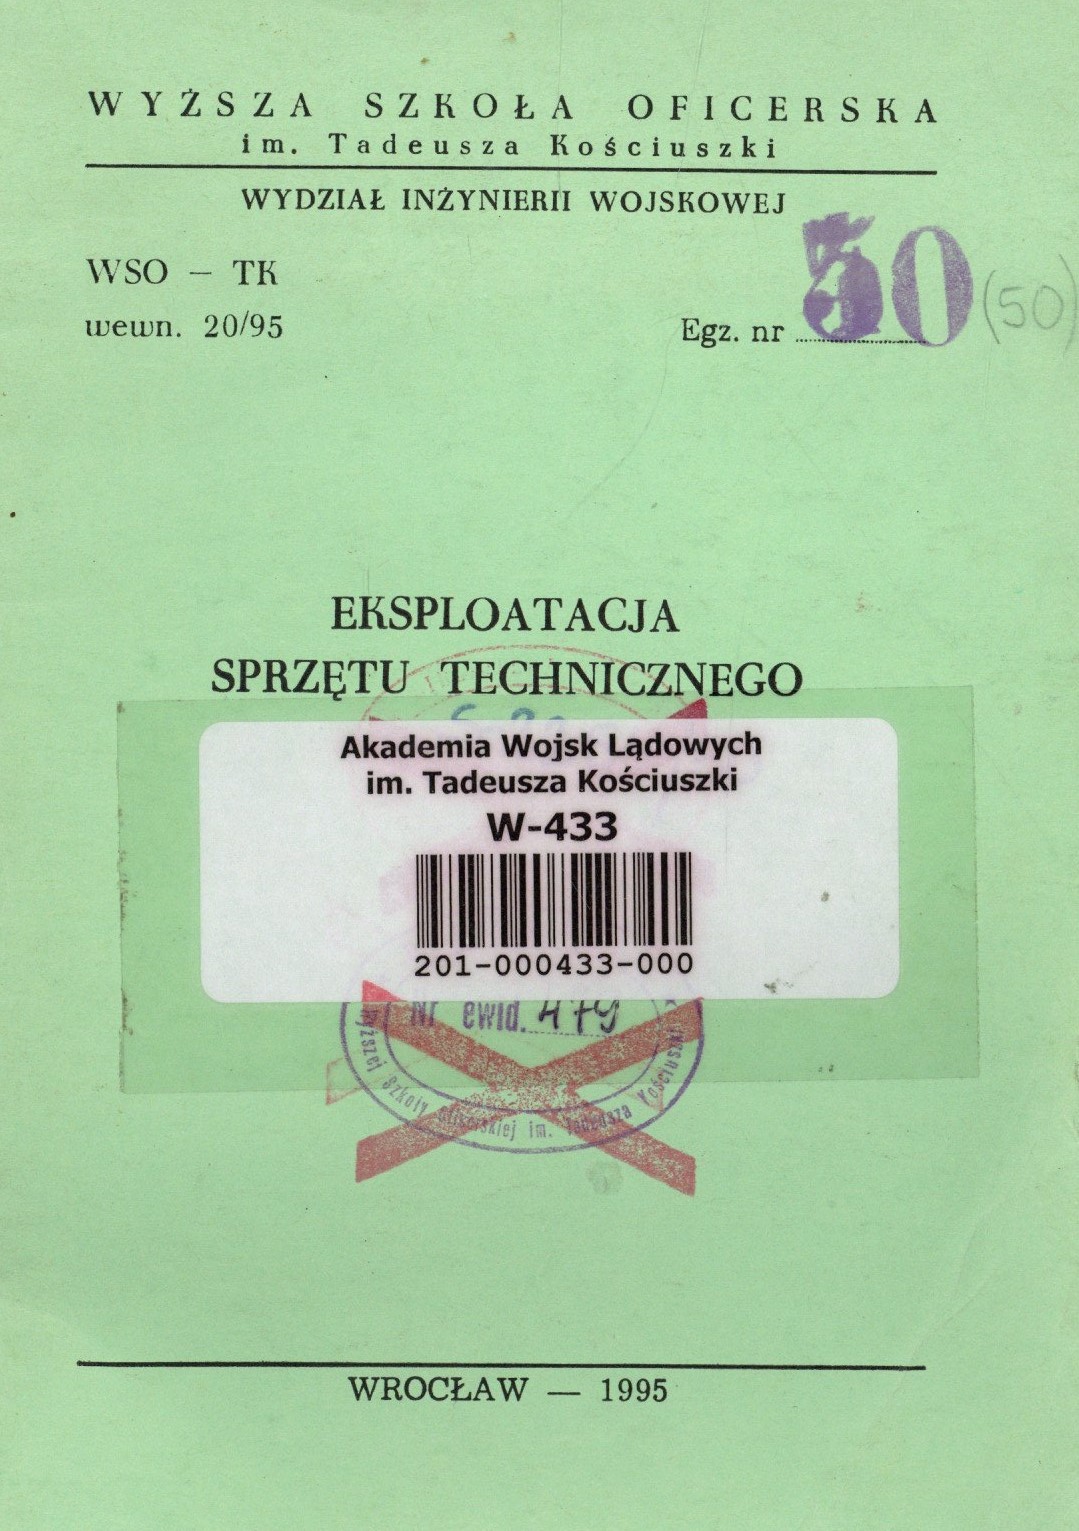 WYŻSZA SZKOŁA OFICERSKA
im. Tadeusza Kościuszki
WYDZIAŁ INŻYNIERII WOJSKOWEJ
WSO – TK
wewn. 20/95
Egz. nr 50 (50)
EKSPLOATACJA
SPRZĘTU TECHNICZNEGO
Akademia Wojsk Lądowych
im. Tadeusza Kościuszki
W-433
201-000433-000
Nr ewid. 479
Wyższej Szkoły Oficerskiej im. Tadeusza Kościuszki
WROCŁAW — 1995